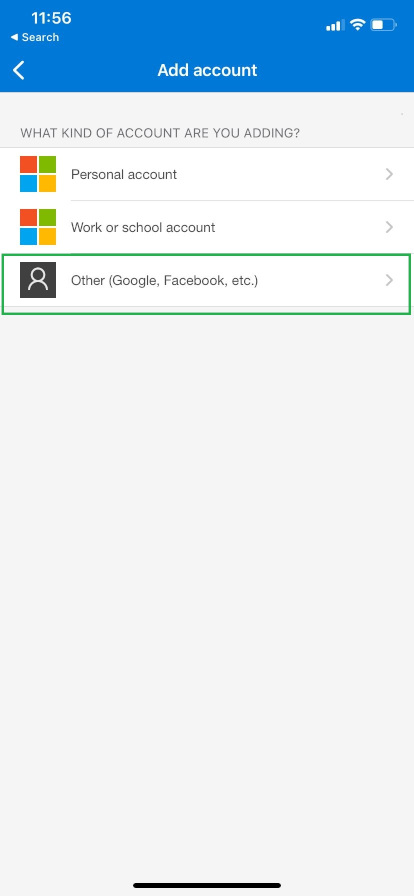 11:56
◄ Search
Add account
WHAT KIND OF ACCOUNT ARE YOU ADDING?
Personal account
Work or school account
Other (Google, Facebook, etc.)